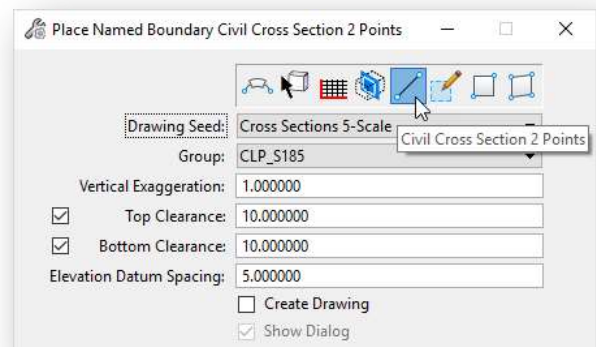 Place Named Boundary Civil Cross Section 2 Points
Drawing Seed: Cross Sections 5-Scale
Civil Cross Section 2 Points
Group: CLP_S185
Vertical Exaggeration: 1.000000
Top Clearance: 10.000000
Bottom Clearance: 10.000000
Elevation Datum Spacing: 5.000000
Create Drawing
Show Dialog